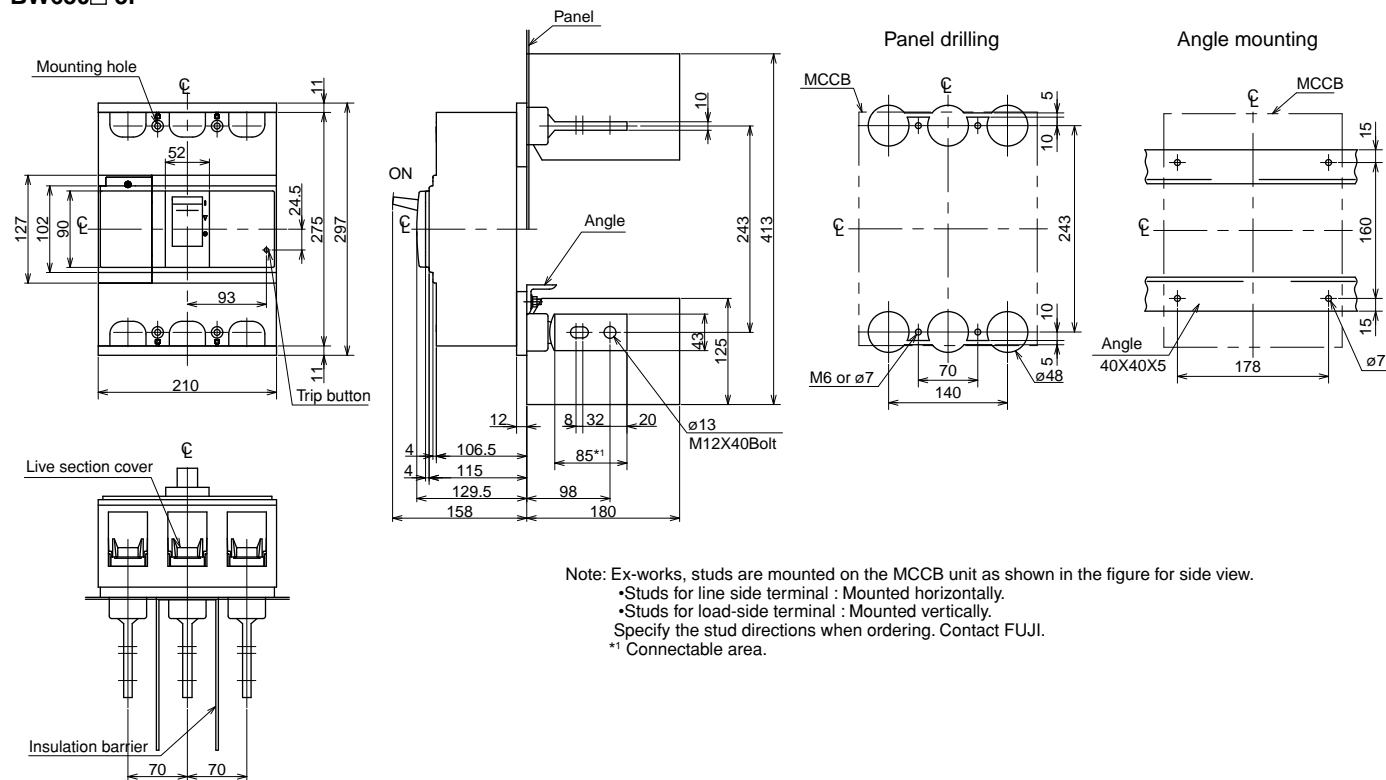 Panel
Panel drilling
Angle mounting
Mounting hole
℄
11
52
127
102
90
℄
24.5
275
297
93
11
210
Trip button
ON
℄
10
Angle
243
413
43
125
12
8
32
20
ø13
M12X40Bolt
4
106.5
85*1
4
115
129.5
98
158
180
MCCB
℄
5
10
℄
243
10
5
M6 or ø7
70
ø48
140
MCCB
℄
15
℄
160
15
Angle
40X40X5
178
ø7
℄
Live section cover
Insulation barrier
70
70
Note: Ex-works, studs are mounted on the MCCB unit as shown in the figure for side view.
•Studs for line side terminal : Mounted horizontally.
•Studs for load-side terminal : Mounted vertically.
Specify the stud directions when ordering. Contact FUJI.
*1 Connectable area.